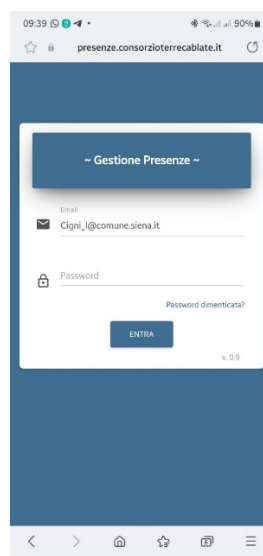 09:39
90%
presenze.consorzioterrecablate.it
~ Gestione Presenze ~
Email
Cigni_l@comune.siena.it
Password
Password dimenticata?
ENTRA
v. 0.9